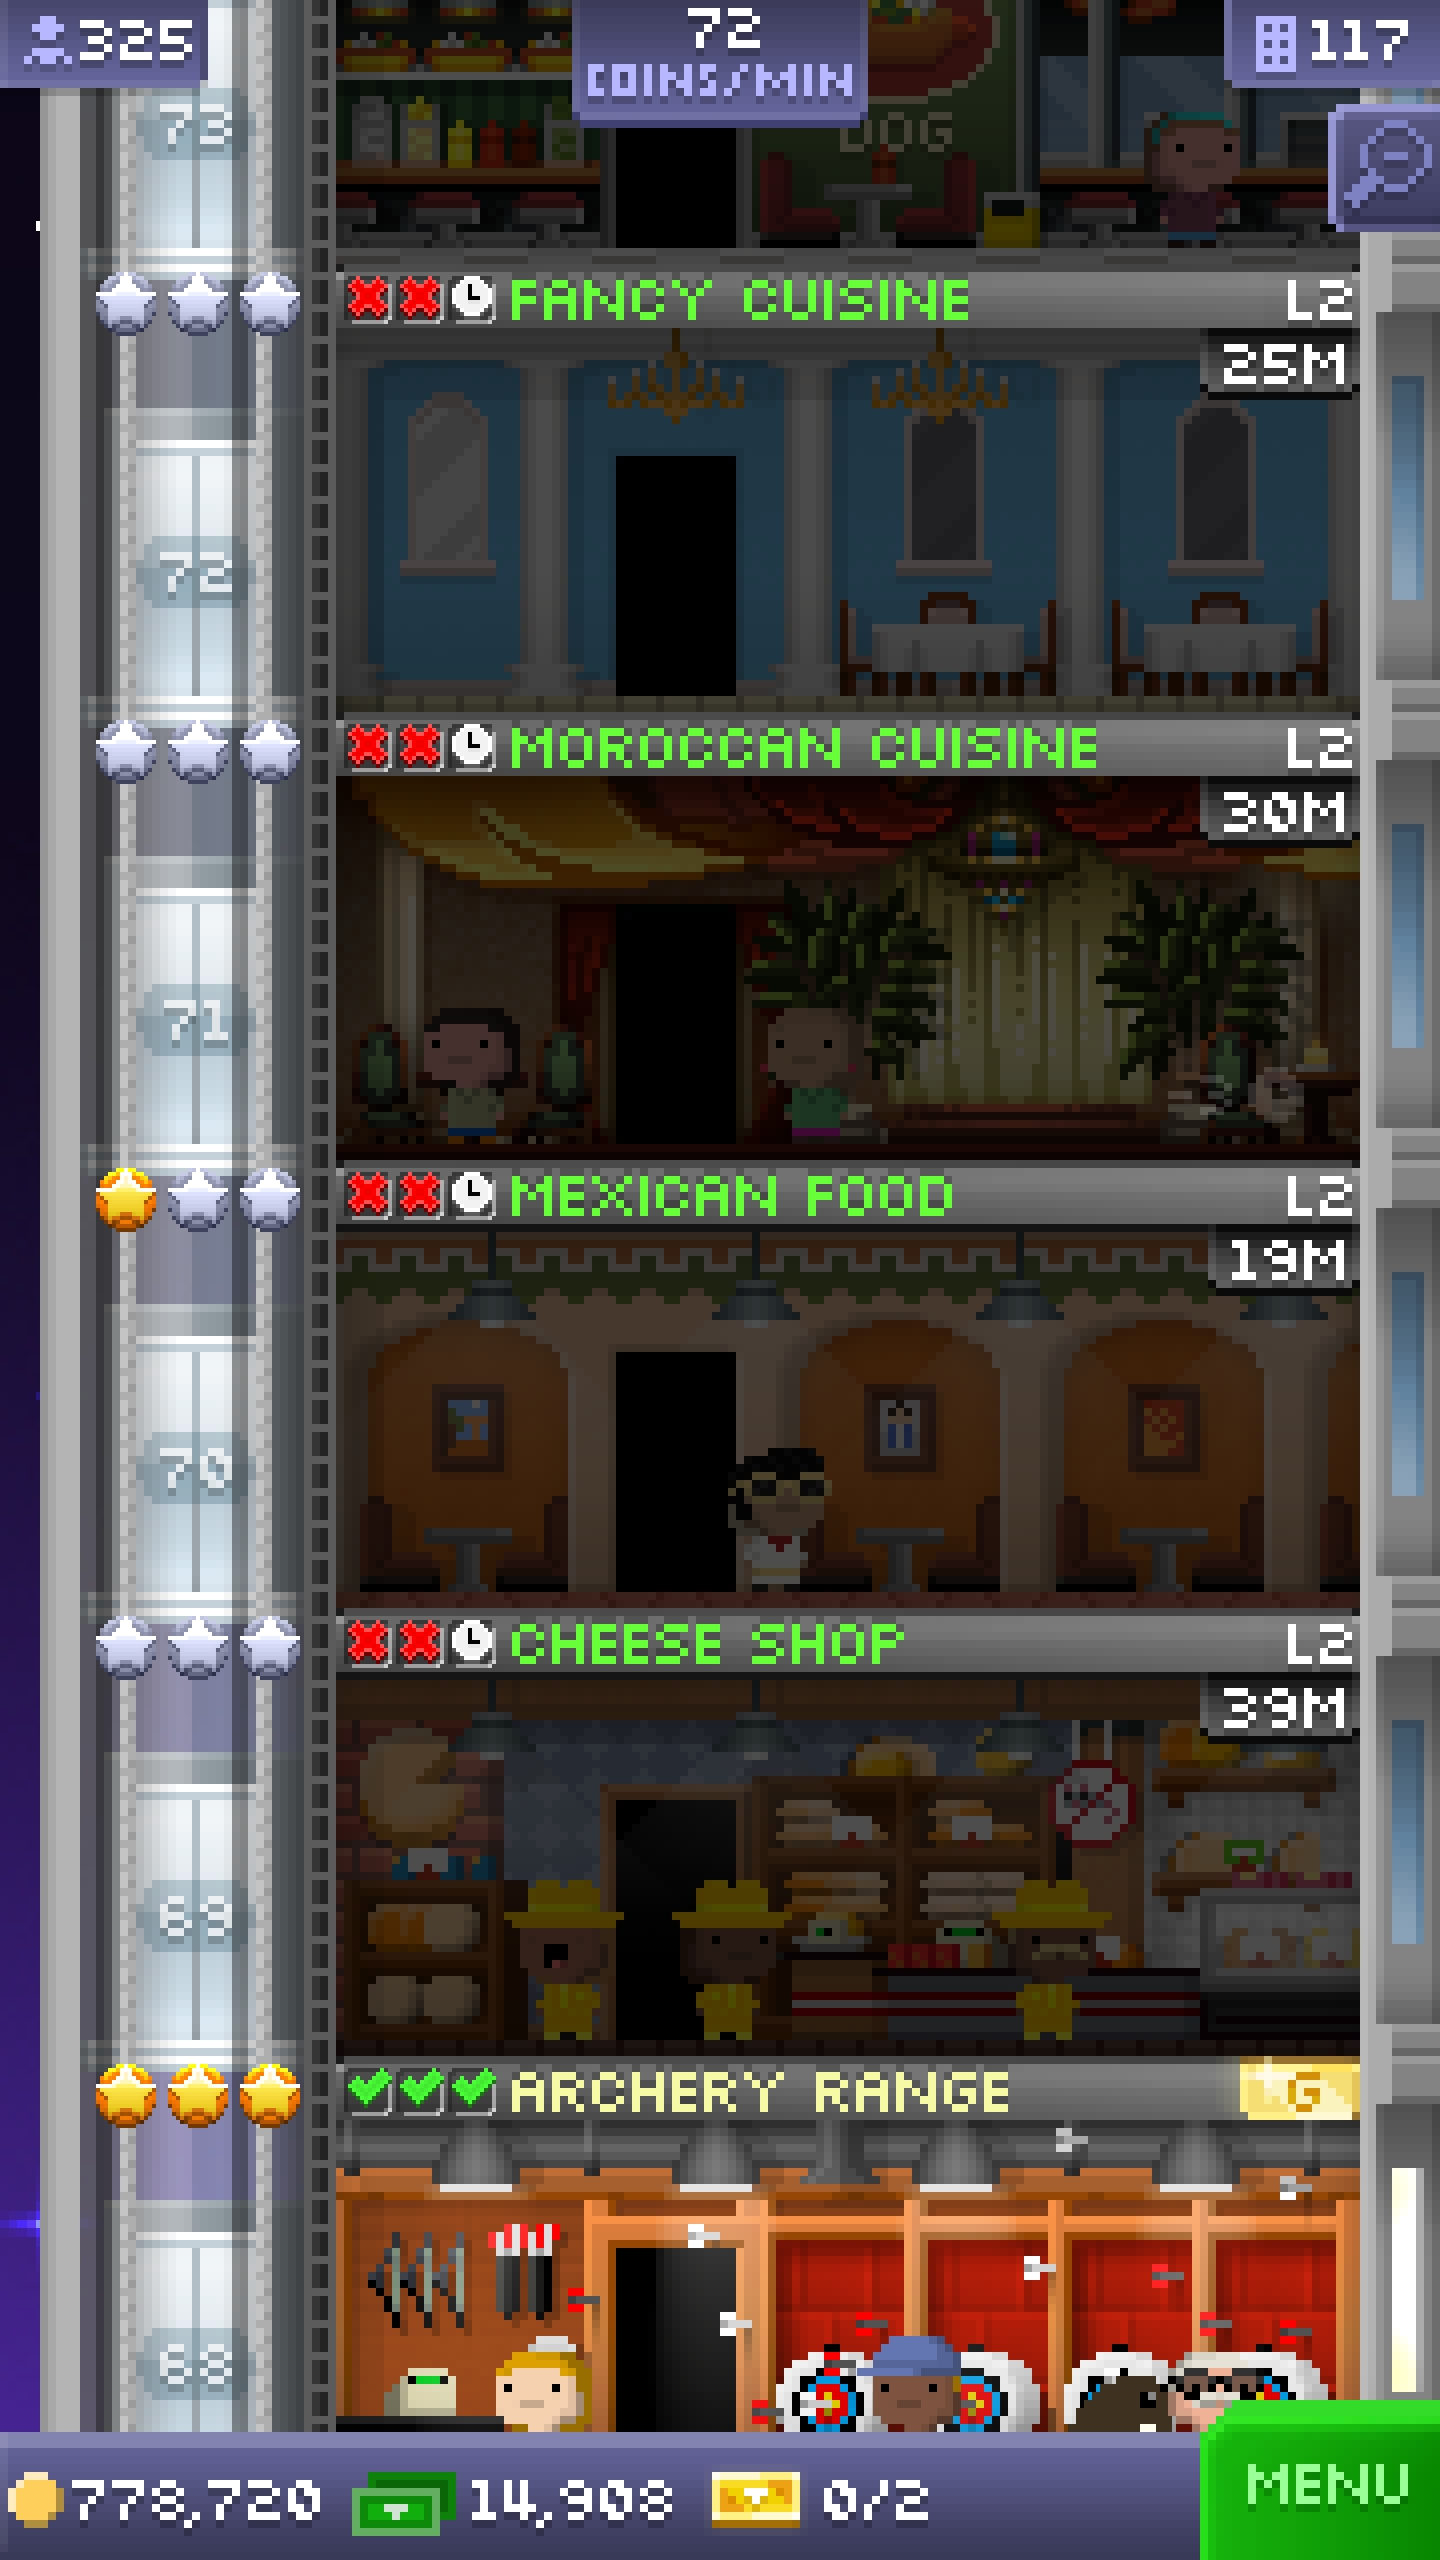 325
72
COINS/MIN
117
73
DOG
FANCY CUISINE L2
25M
72
MOROCCAN CUISINE L2
30M
71
MEXICAN FOOD L2
19M
70
CHEESE SHOP L2
39M
69
ARCHERY RANGE G
68
778,720 14,908 0/2 MENU